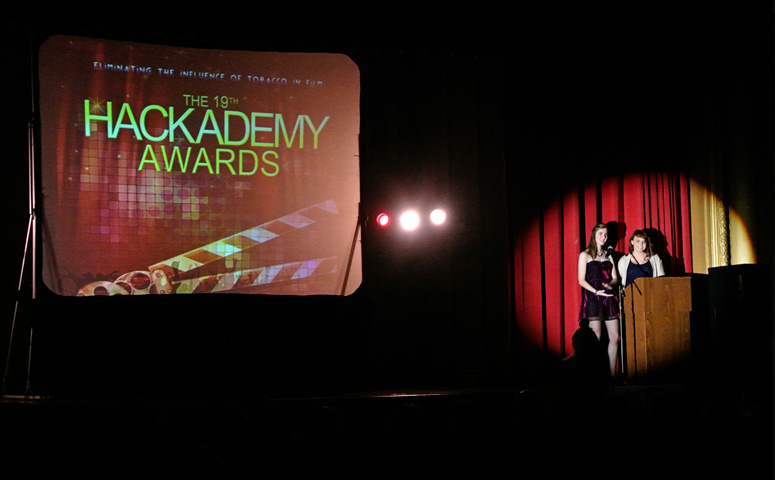 ELIMINATING THE INFLUENCE OF TOBACCO IN FILM
THE 19TH
HACKADEMY
AWARDS